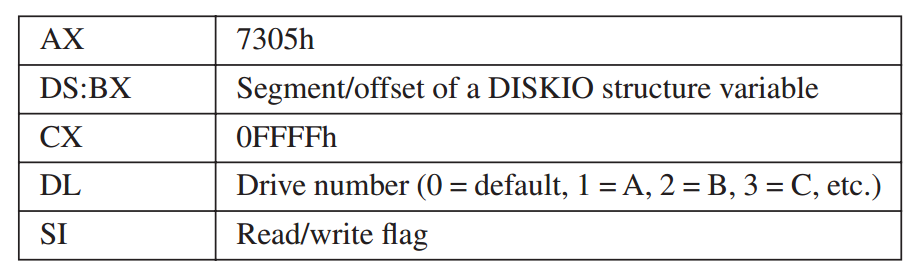 AX 7305h
DS:BX Segment/offset of a DISKIO structure variable
CX 0FFFFh
DL Drive number (0 = default, 1 = A, 2 = B, 3 = C, etc.)
SI Read/write flag